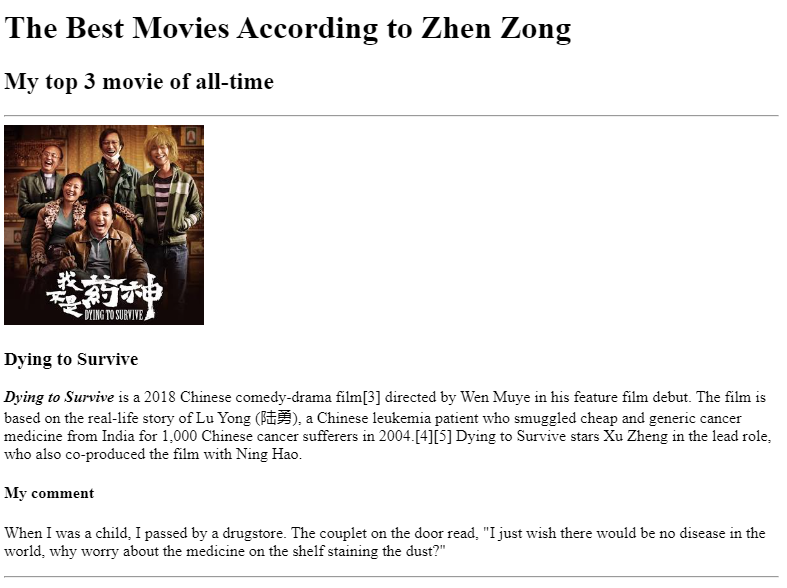 The Best Movies According to Zhen Zong
My top 3 movie of all-time
我不是药神
DYING TO SURVIVE
Dying to Survive
Dying to Survive is a 2018 Chinese comedy-drama film[3] directed by Wen Muye in his feature film debut. The film is
based on the real-life story of Lu Yong (陆勇), a Chinese leukemia patient who smuggled cheap and generic cancer
medicine from India for 1,000 Chinese cancer sufferers in 2004.[4][5] Dying to Survive stars Xu Zheng in the lead role,
who also co-produced the film with Ning Hao.
My comment
When I was a child, I passed by a drugstore. The couplet on the door read, "I just wish there would be no disease in the
world, why worry about the medicine on the shelf staining the dust?"